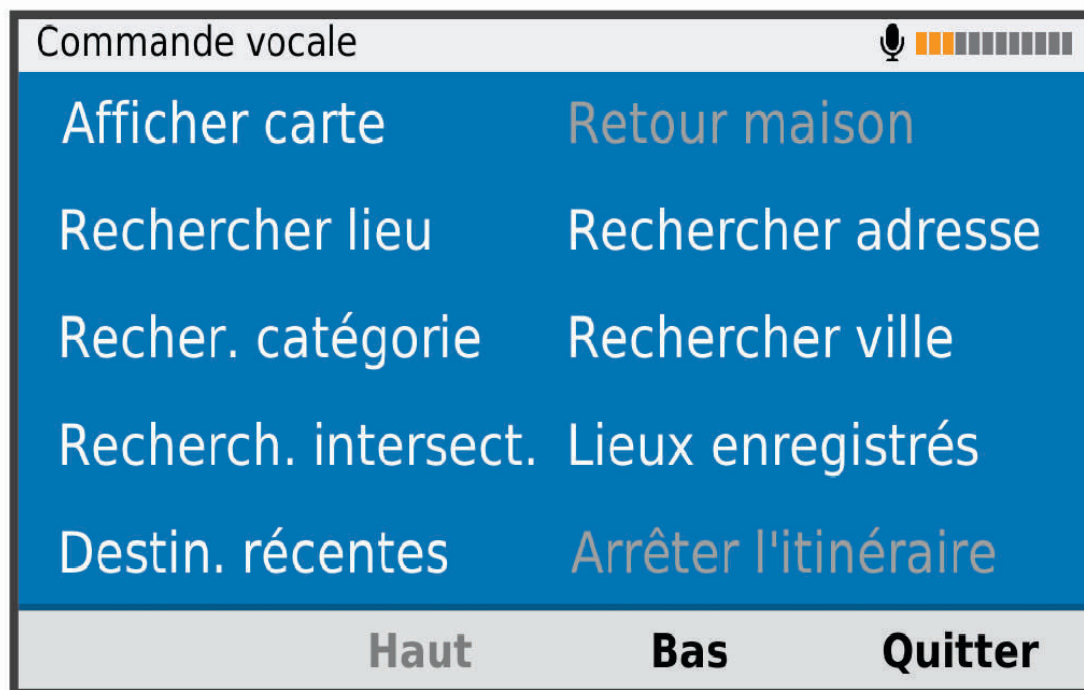 Commande vocale
Afficher carte
Retour maison
Rechercher lieu
Rechercher adresse
Recher. catégorie
Rechercher ville
Recherch. intersect.
Lieux enregistrés
Destin. récentes
Arrêter l'itinéraire
Haut
Bas
Quitter